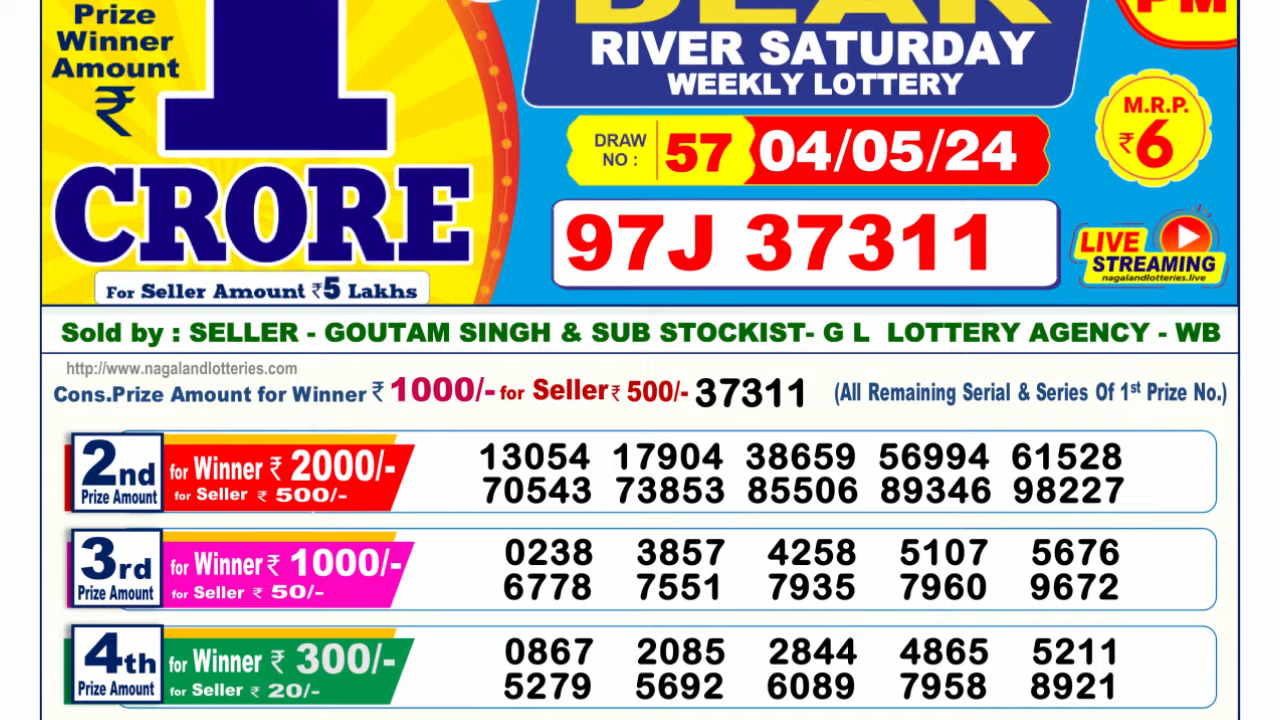 Prize
Winner
Amount
₹
1
CRORE
For Seller Amount ₹5 Lakhs
DEAR
RIVER SATURDAY
WEEKLY LOTTERY
PM
M.R.P.
₹6
DRAW NO : 57 04/05/24
97J 37311
LIVE
STREAMING
nagalandlotteries.live
Sold by : SELLER - GOUTAM SINGH & SUB STOCKIST- G L LOTTERY AGENCY - WB
http://www.nagalandlotteries.com
Cons.Prize Amount for Winner ₹ 1000/- for Seller ₹ 500/- 37311 (All Remaining Serial & Series Of 1st Prize No.)
2nd
Prize Amount
for Winner ₹ 2000/-
for Seller ₹ 500/-
13054 17904 38659 56994 61528
70543 73853 85506 89346 98227
3rd
Prize Amount
for Winner ₹ 1000/-
for Seller ₹ 50/-
0238 3857 4258 5107 5676
6778 7551 7935 7960 9672
4th
Prize Amount
for Winner ₹ 300/-
for Seller ₹ 20/-
0867 2085 2844 4865 5211
5279 5692 6089 7958 8921